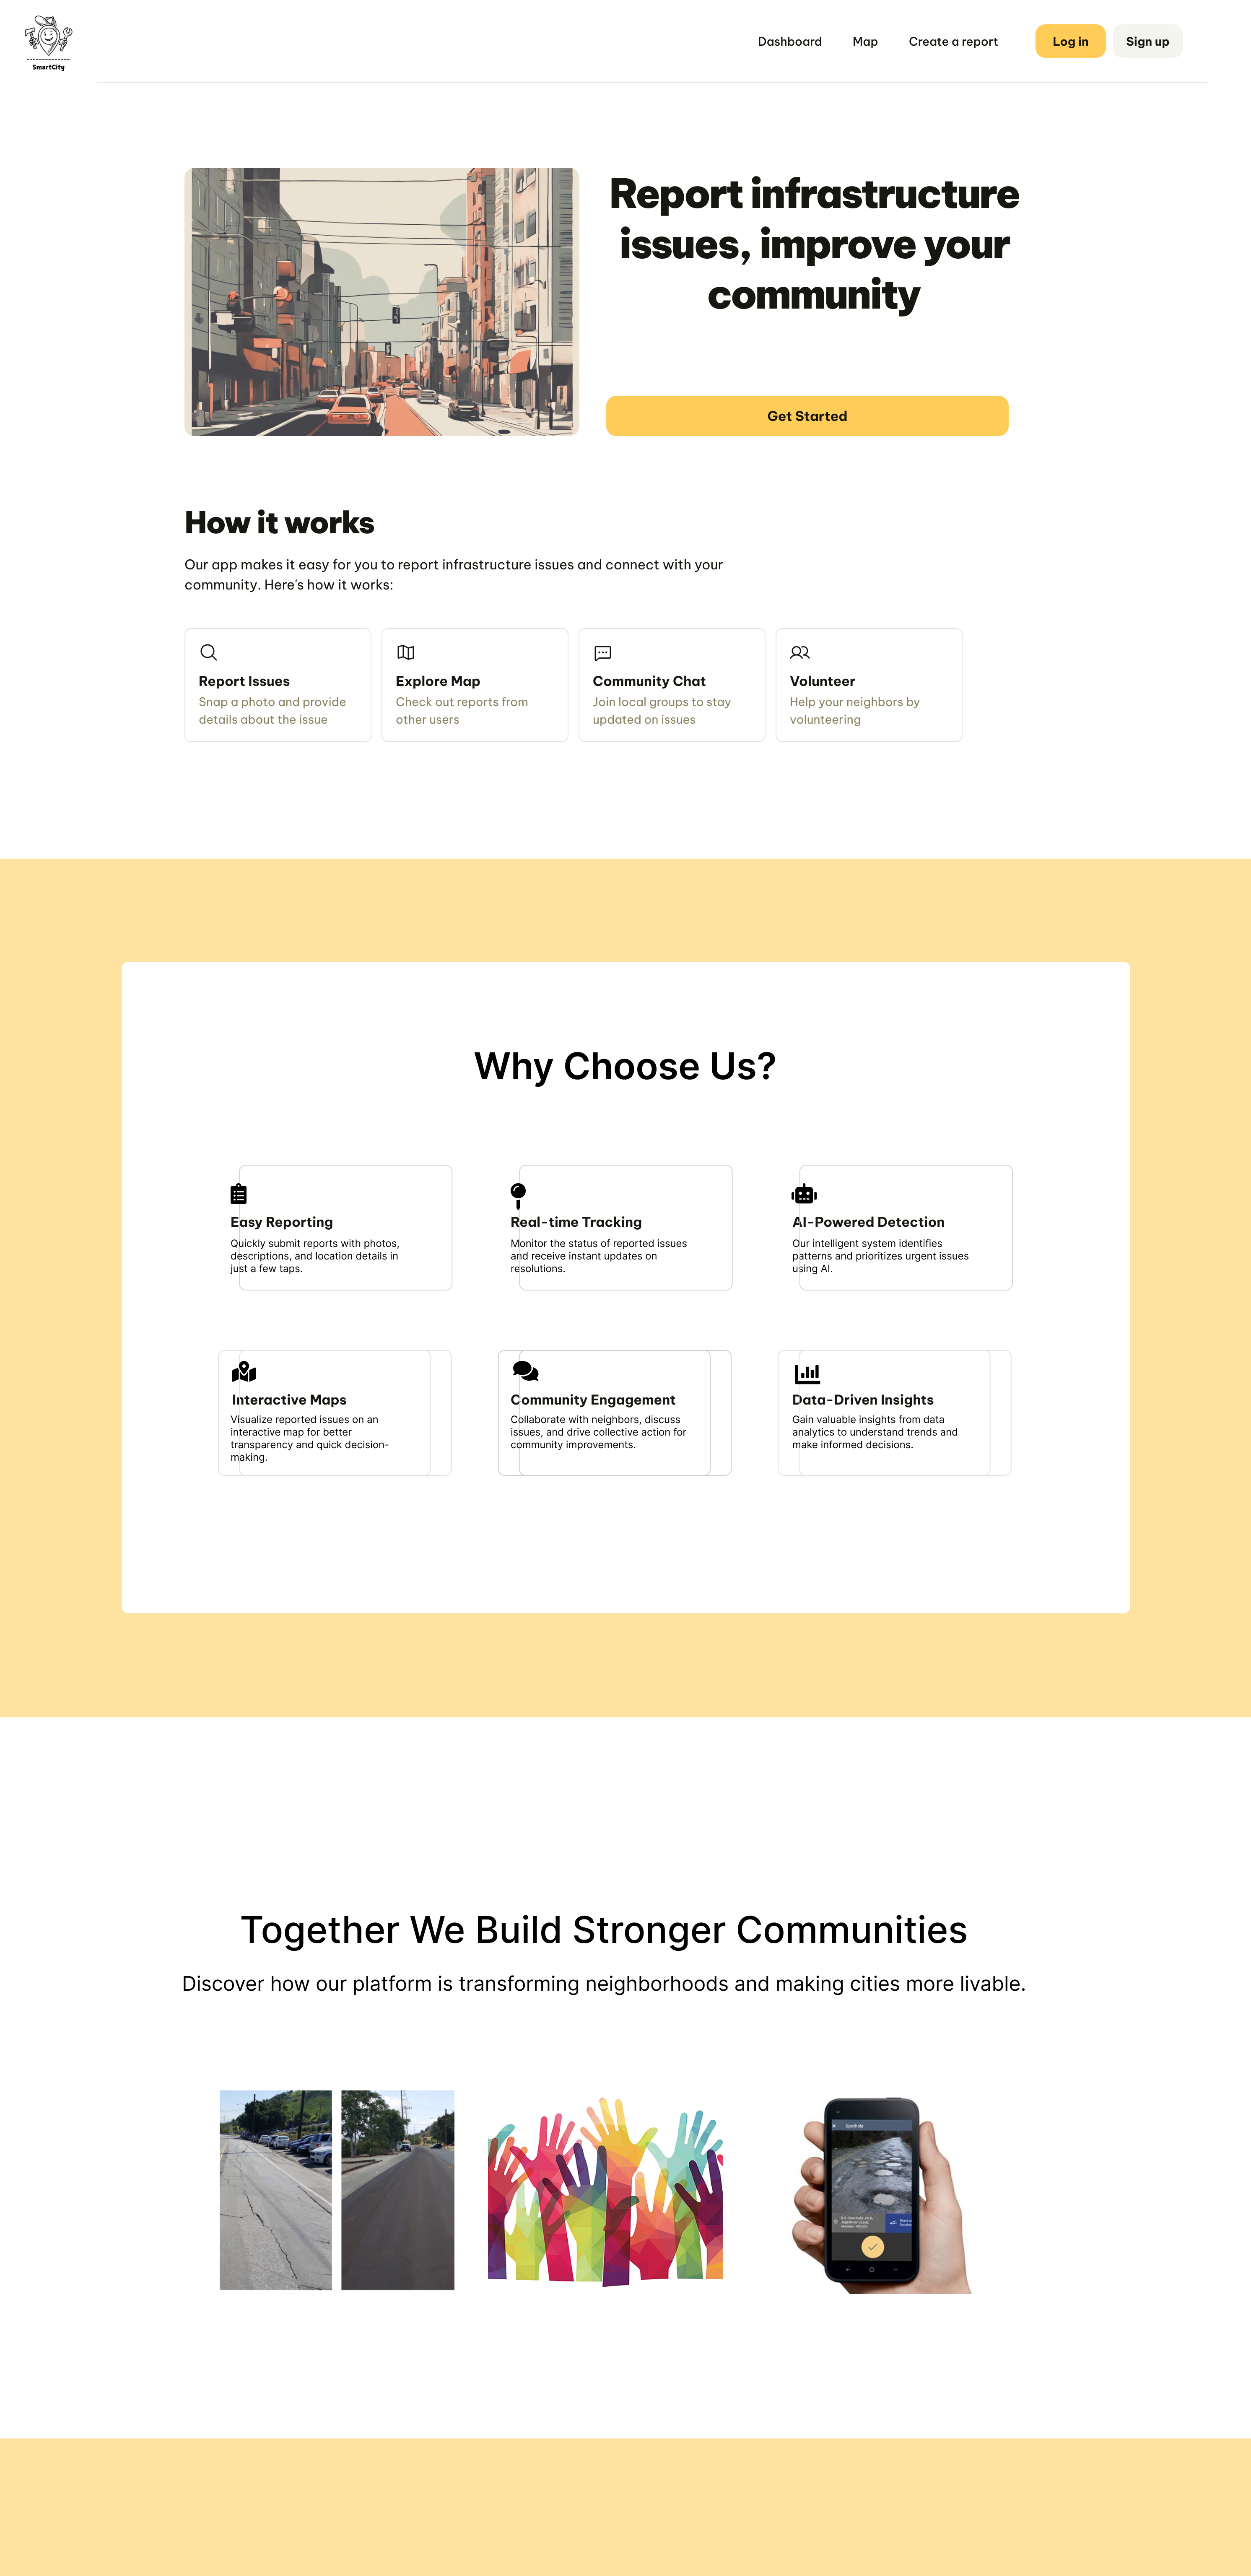 SmartCity
Dashboard
Map
Create a report
Log in
Sign up
Report infrastructure
issues, improve your
community
Get Started
How it works
Our app makes it easy for you to report infrastructure issues and connect with your
community. Here's how it works:
Report Issues
Snap a photo and provide
details about the issue
Explore Map
Check out reports from
other users
Community Chat
Join local groups to stay
updated on issues
Volunteer
Help your neighbors by
volunteering
Why Choose Us?
Easy Reporting
Quickly submit reports with photos,
descriptions, and location details in
just a few taps.
Real-time Tracking
Monitor the status of reported issues
and receive instant updates on
resolutions.
AI-Powered Detection
Our intelligent system identifies
patterns and prioritizes urgent issues
using AI.
Interactive Maps
Visualize reported issues on an
interactive map for better
transparency and quick decision-
making.
Community Engagement
Collaborate with neighbors, discuss
issues, and drive collective action for
community improvements.
Data-Driven Insights
Gain valuable insights from data
analytics to understand trends and
make informed decisions.
Together We Build Stronger Communities
Discover how our platform is transforming neighborhoods and making cities more livable.